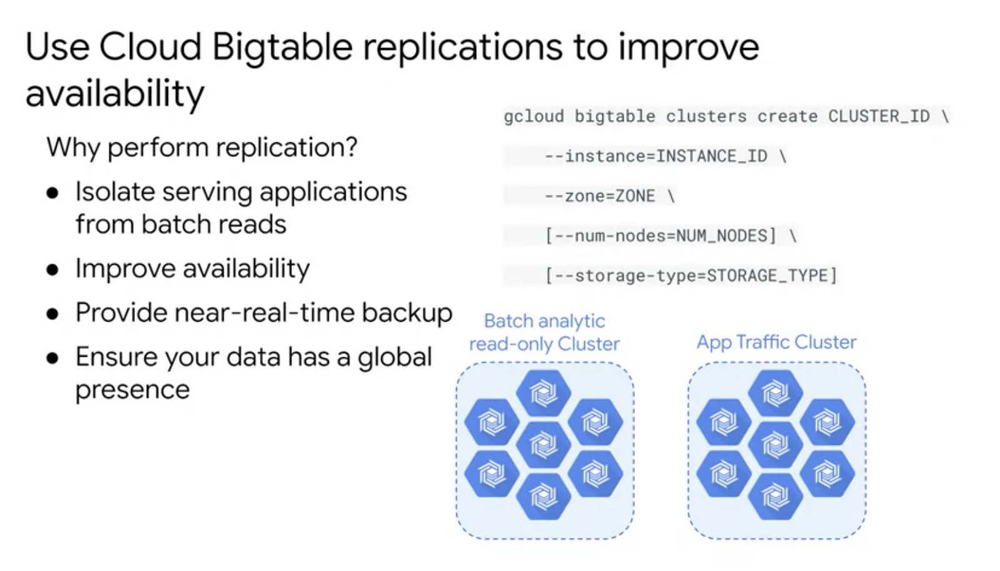 Use Cloud Bigtable replications to improve
availability
Why perform replication?
● Isolate serving applications
from batch reads
● Improve availability
● Provide near-real-time backup
● Ensure your data has a global
presence
gcloud bigtable clusters create CLUSTER_ID \
--instance=INSTANCE_ID \
--zone=ZONE \
[--num-nodes=NUM_NODES] \
[--storage-type=STORAGE_TYPE]
Batch analytic
read-only Cluster
App Traffic Cluster